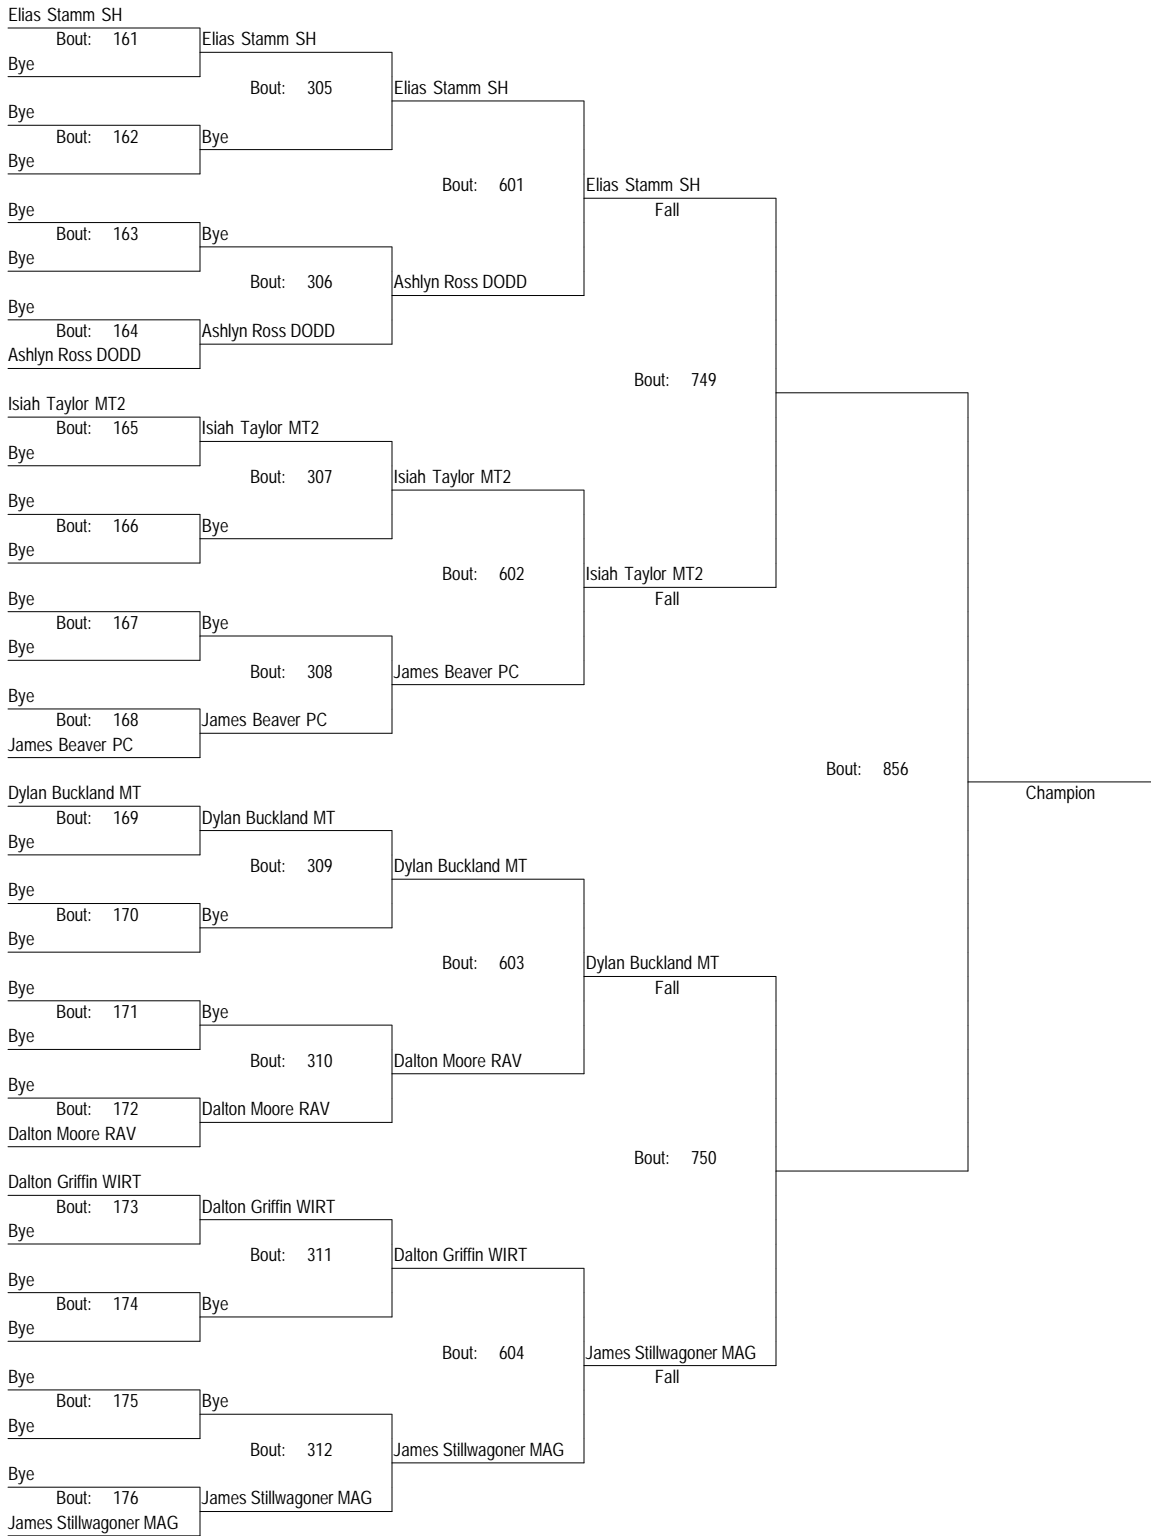 Elias Stamm SH
Bout: 161 Elias Stamm SH
Bye
Bout: 305 Elias Stamm SH
Bye
Bout: 162 Bye
Bye
Bout: 601 Elias Stamm SH
Bye Fall
Bout: 163 Bye
Bye
Bout: 306 Ashlyn Ross DODD
Bye
Bout: 164 Ashlyn Ross DODD
Ashlyn Ross DODD
Bout: 749
Isiah Taylor MT2
Bout: 165 Isiah Taylor MT2
Bye
Bout: 307 Isiah Taylor MT2
Bye
Bout: 166 Bye
Bye
Bout: 602 Isiah Taylor MT2
Bye Fall
Bout: 167 Bye
Bye
Bout: 308 James Beaver PC
Bye
Bout: 168 James Beaver PC
James Beaver PC
Bout: 856
Dylan Buckland MT Champion
Bout: 169 Dylan Buckland MT
Bye
Bout: 309 Dylan Buckland MT
Bye
Bout: 170 Bye
Bye
Bout: 603 Dylan Buckland MT
Bye Fall
Bout: 171 Bye
Bye
Bout: 310 Dalton Moore RAV
Bye
Bout: 172 Dalton Moore RAV
Dalton Moore RAV
Bout: 750
Dalton Griffin WIRT
Bout: 173 Dalton Griffin WIRT
Bye
Bout: 311 Dalton Griffin WIRT
Bye
Bout: 174 Bye
Bye
Bout: 604 James Stillwagoner MAG
Bye Fall
Bout: 175 Bye
Bye
Bout: 312 James Stillwagoner MAG
Bye
Bout: 176 James Stillwagoner MAG
James Stillwagoner MAG